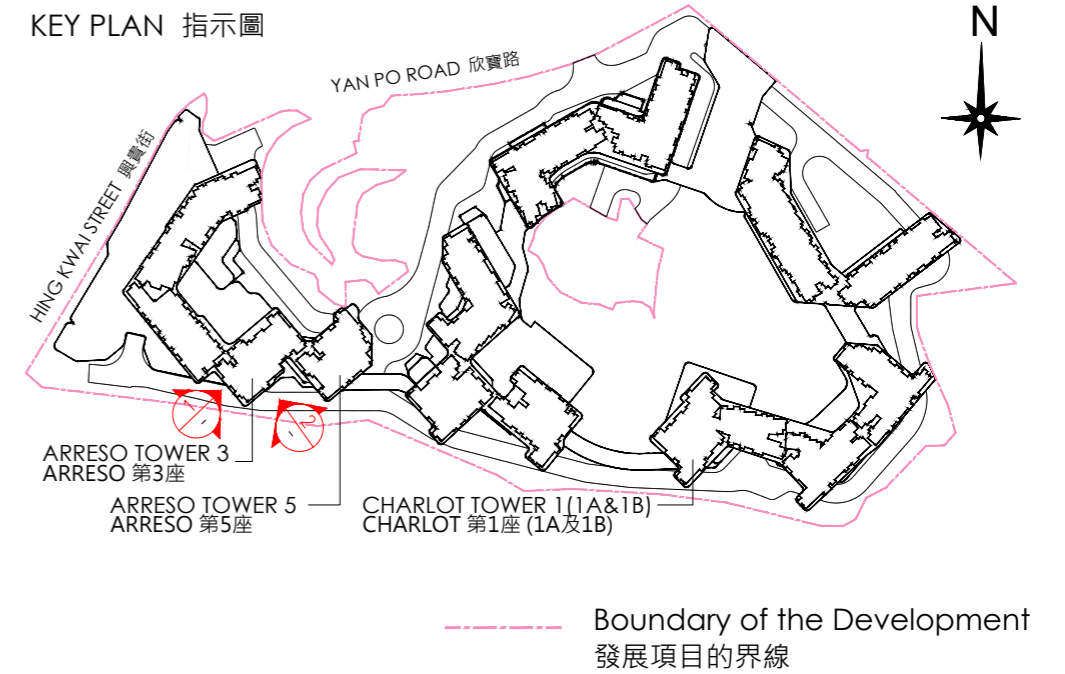 KEY PLAN 指示圖
N
YAN PO ROAD 欣寶路
HING KWAI STREET 興貴街
1
-
2
-
ARRESO TOWER 3
ARRESO 第3座
ARRESO TOWER 5
ARRESO 第5座
CHARLOT TOWER 1(1A&1B)
CHARLOT 第1座 (1A及1B)
Boundary of the Development
發展項目的界線